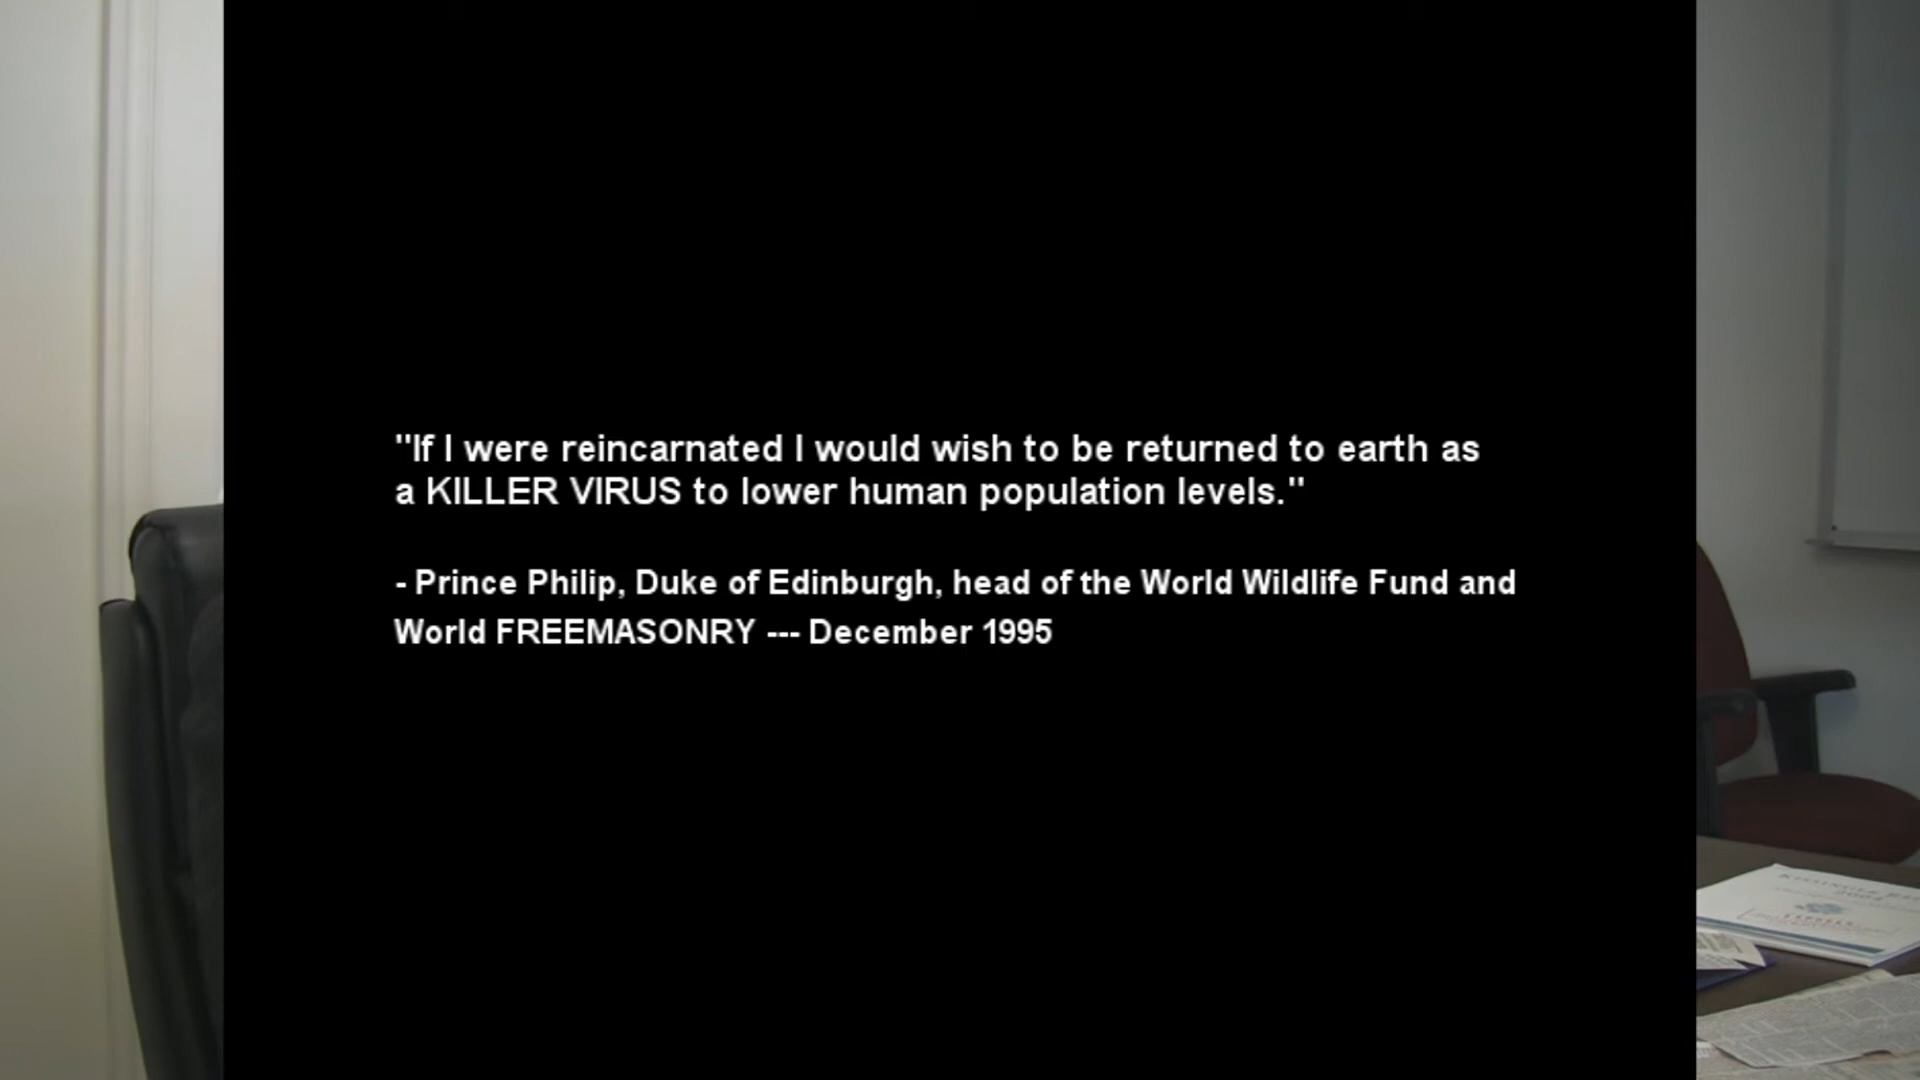 "If I were reincarnated I would wish to be returned to earth as
a KILLER VIRUS to lower human population levels."
- Prince Philip, Duke of Edinburgh, head of the World Wildlife Fund and
World FREEMASONRY --- December 1995